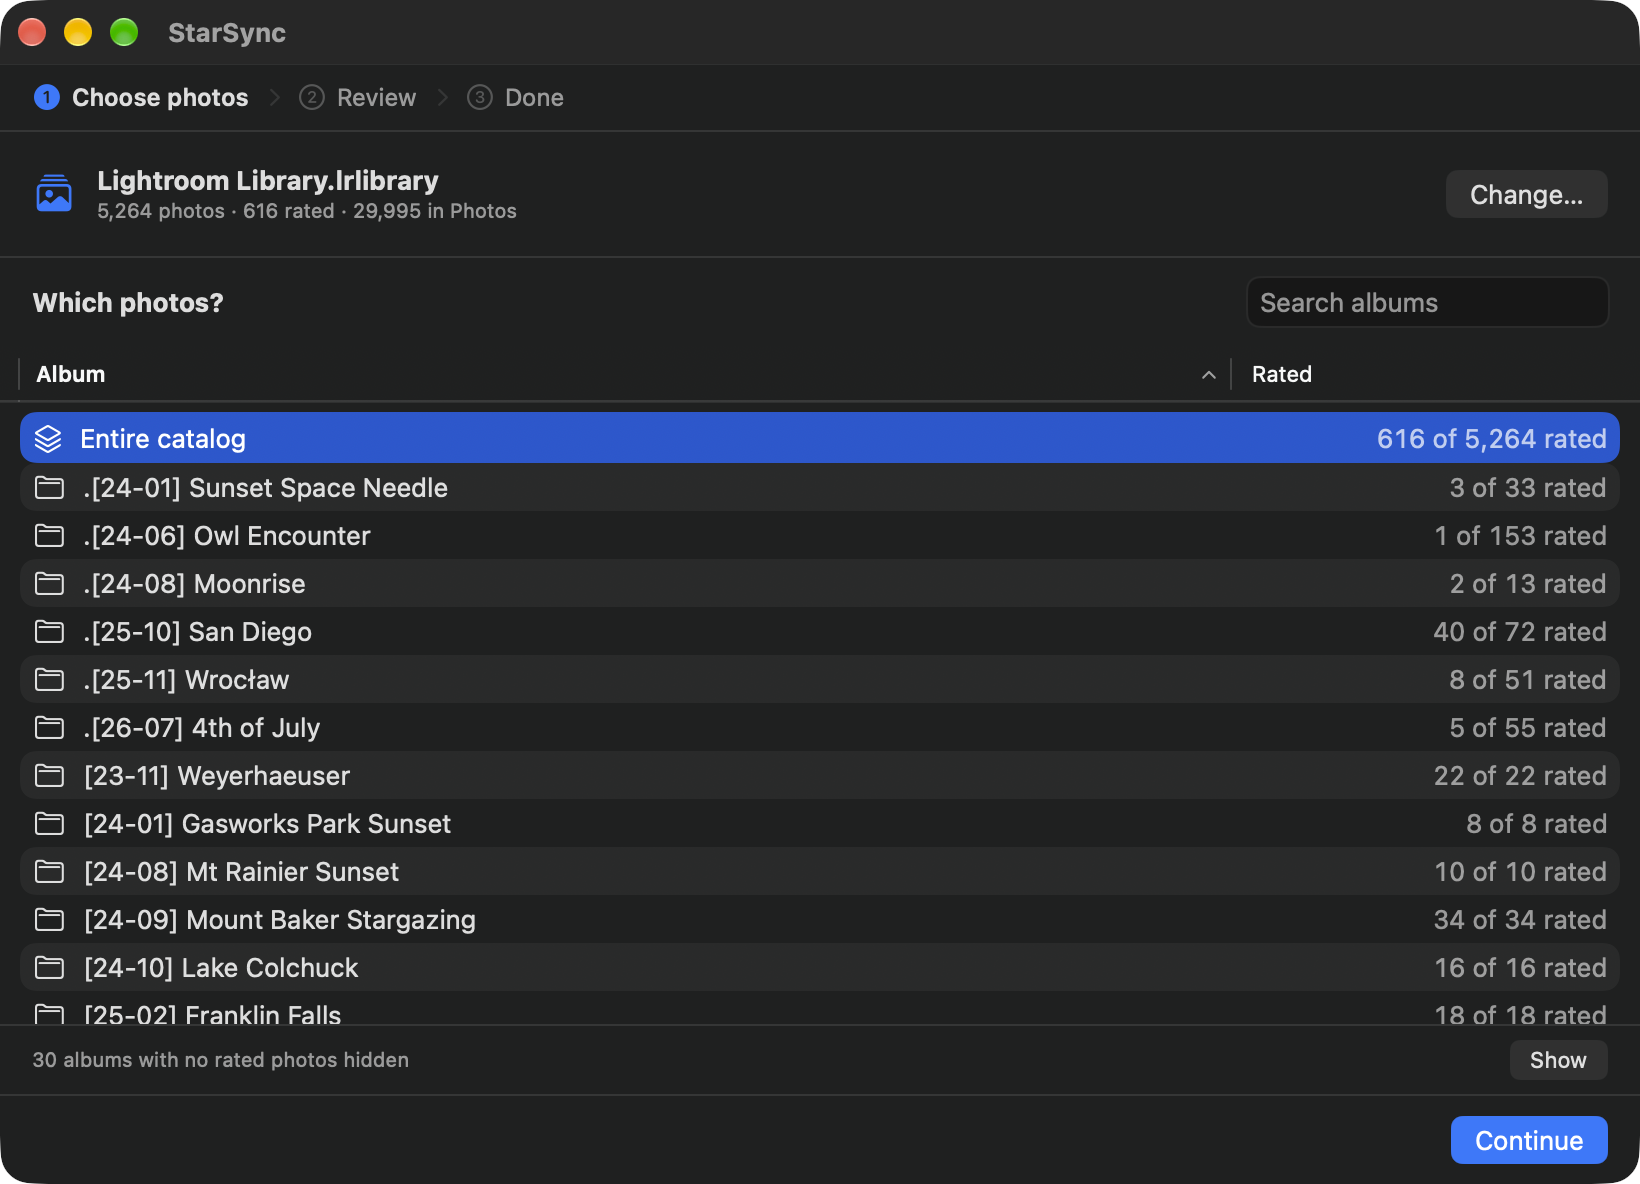 StarSync
1 Choose photos 2 Review 3 Done
Lightroom Library.lrlibrary
5,264 photos · 616 rated · 29,995 in Photos
Change...
Which photos?
Search albums
Album Rated
Entire catalog 616 of 5,264 rated
.[24-01] Sunset Space Needle 3 of 33 rated
.[24-06] Owl Encounter 1 of 153 rated
.[24-08] Moonrise 2 of 13 rated
.[25-10] San Diego 40 of 72 rated
.[25-11] Wrocław 8 of 51 rated
.[26-07] 4th of July 5 of 55 rated
[23-11] Weyerhaeuser 22 of 22 rated
[24-01] Gasworks Park Sunset 8 of 8 rated
[24-08] Mt Rainier Sunset 10 of 10 rated
[24-09] Mount Baker Stargazing 34 of 34 rated
[24-10] Lake Colchuck 16 of 16 rated
[25-02] Franklin Falls 18 of 18 rated
30 albums with no rated photos hidden
Show
Continue